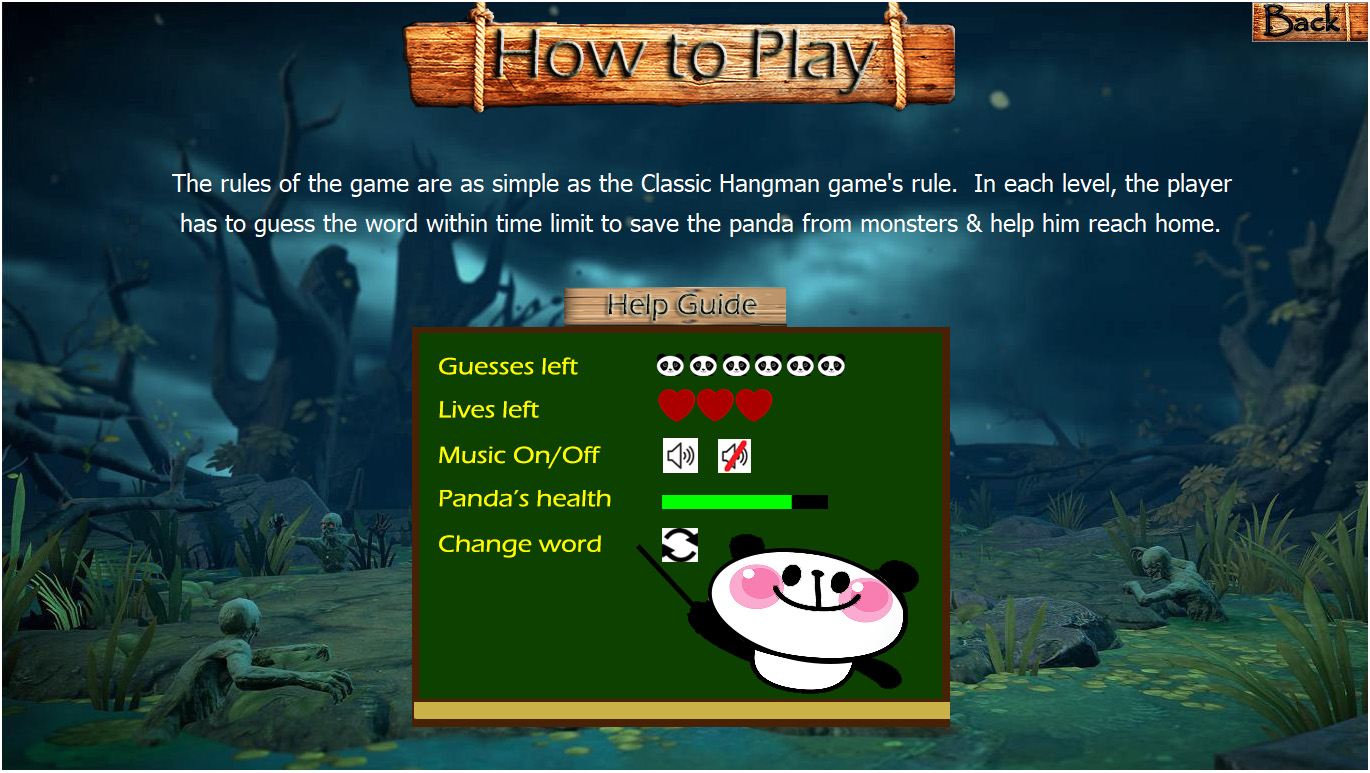 Back
How to Play
The rules of the game are as simple as the Classic Hangman game's rule.  In each level, the player
has to guess the word within time limit to save the panda from monsters & help him reach home.
Help Guide
Guesses left
Lives left
Music On/Off
Panda's health
Change word